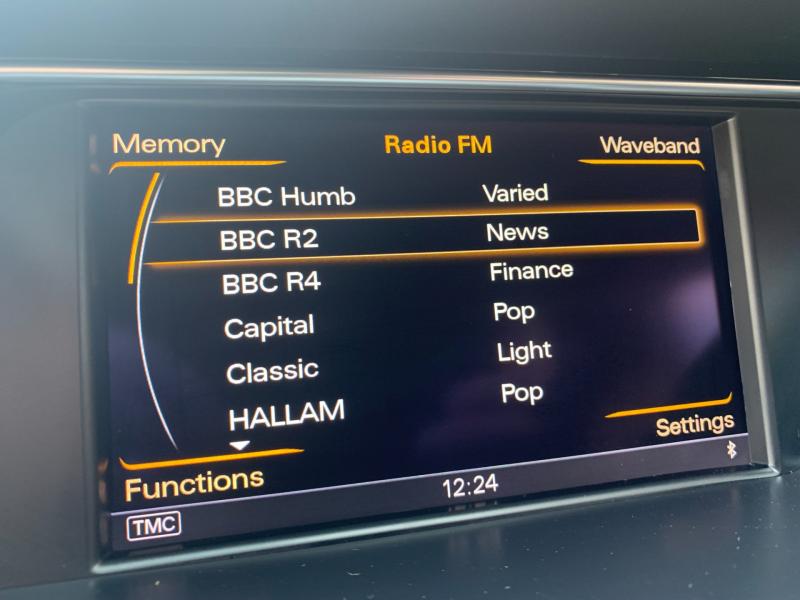 Memory Radio FM Waveband
BBC Humb Varied
BBC R2 News
BBC R4 Finance
Capital Pop
Classic Light
HALLAM Pop
Functions Settings
TMC 12:24